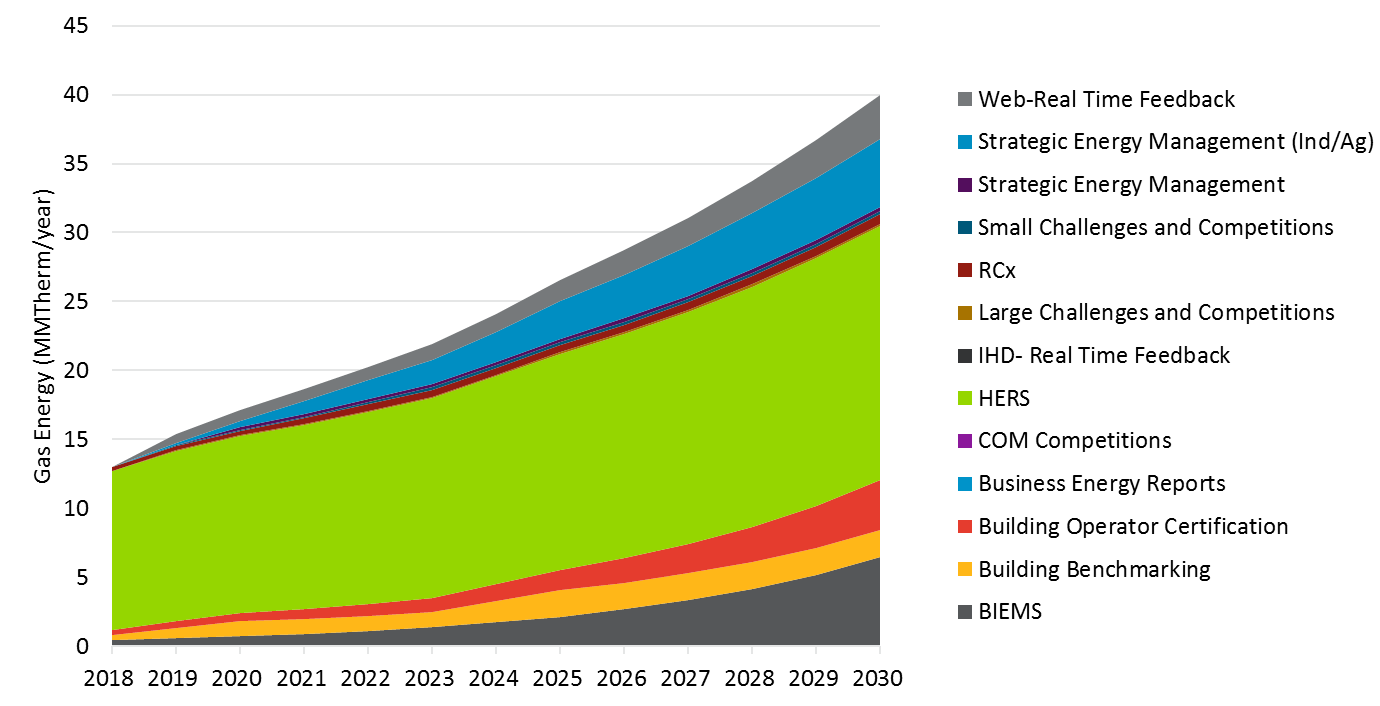 45
40
35
30
25
20
15
10
5
0
Gas Energy (MMTherm/year)
2018 2019 2020 2021 2022 2023 2024 2025 2026 2027 2028 2029 2030
Web-Real Time Feedback
Strategic Energy Management (Ind/Ag)
Strategic Energy Management
Small Challenges and Competitions
RCx
Large Challenges and Competitions
IHD- Real Time Feedback
HERS
COM Competitions
Business Energy Reports
Building Operator Certification
Building Benchmarking
BIEMS